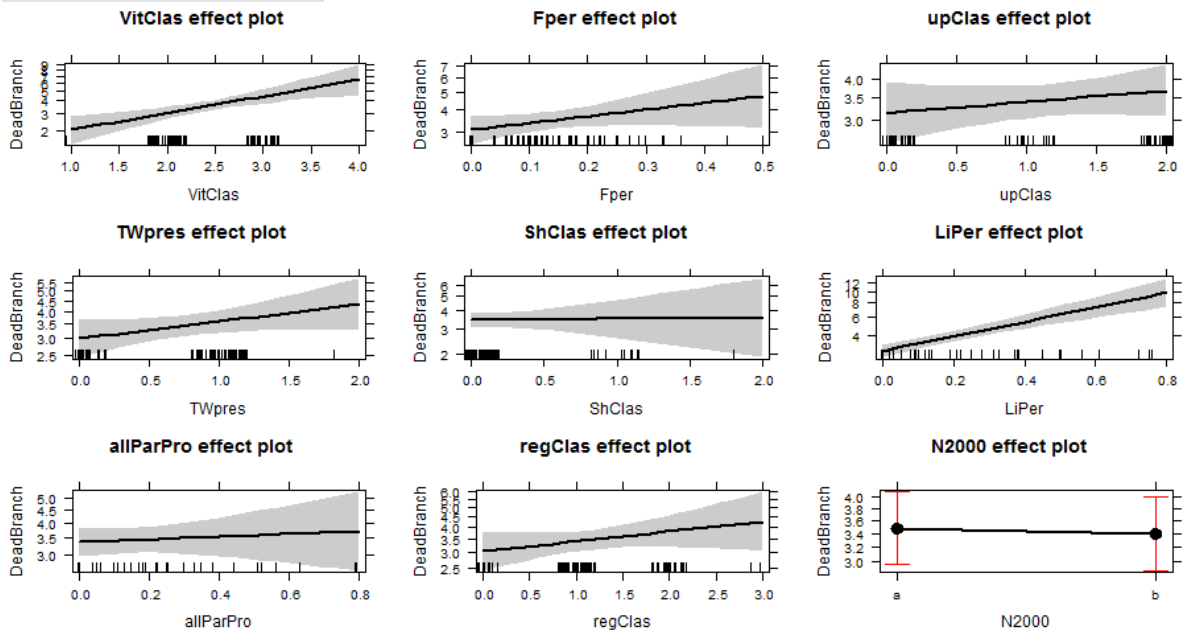 VitClas effect plot
DeadBranch
9
8
7
6
5
4
3
2
1.0 1.5 2.0 2.5 3.0 3.5 4.0
VitClas
Fper effect plot
DeadBranch
7
6
5
4
3
0.0 0.1 0.2 0.3 0.4 0.5
Fper
upClas effect plot
DeadBranch
4.0
3.5
3.0
0.0 0.5 1.0 1.5 2.0
upClas
TWpres effect plot
DeadBranch
5.5
5.0
4.5
4.0
3.5
3.0
2.5
0.0 0.5 1.0 1.5 2.0
TWpres
ShClas effect plot
DeadBranch
6
5
4
3
2
0.0 0.5 1.0 1.5 2.0
ShClas
LiPer effect plot
DeadBranch
12
10
8
6
4
0.0 0.2 0.4 0.6 0.8
LiPer
allParPro effect plot
DeadBranch
5.0
4.5
4.0
3.5
3.0
0.0 0.2 0.4 0.6 0.8
allParPro
regClas effect plot
DeadBranch
6.0
5.5
5.0
4.5
4.0
3.5
3.0
2.5
0.0 0.5 1.0 1.5 2.0 2.5 3.0
regClas
N2000 effect plot
DeadBranch
4.0
3.8
3.6
3.4
3.2
3.0
a b
N2000